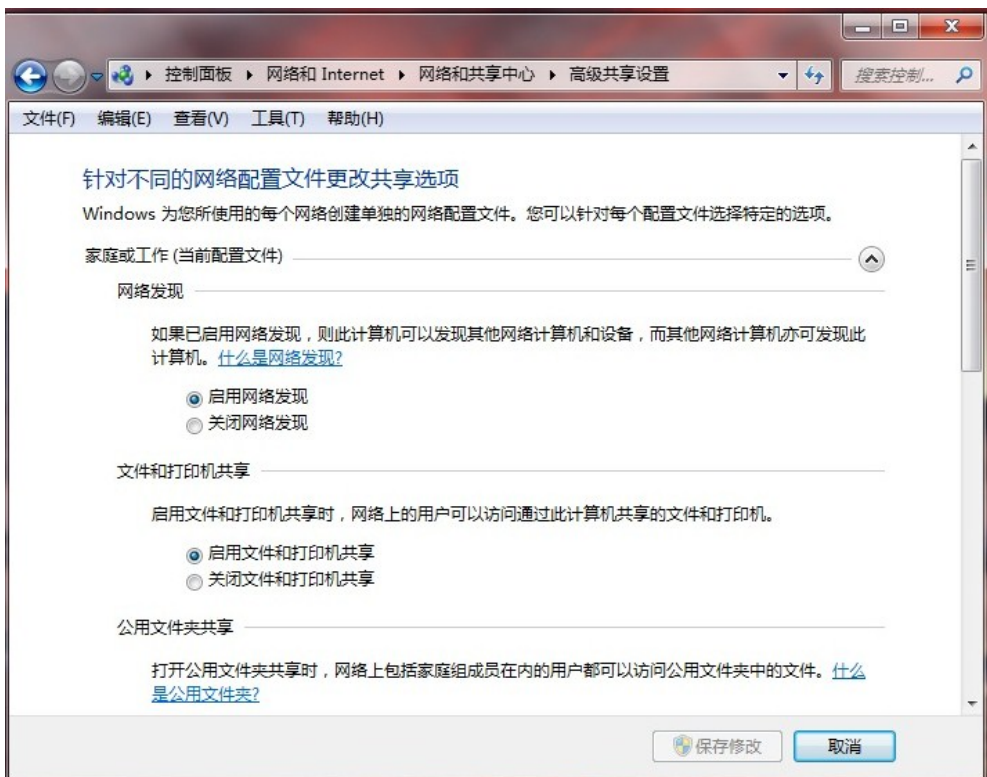 控制面板 ▸ 网络和 Internet ▸ 网络和共享中心 ▸ 高级共享设置
搜索控制...
文件(F) 编辑(E) 查看(V) 工具(T) 帮助(H)
针对不同的网络配置文件更改共享选项
Windows 为您所使用的每个网络创建单独的网络配置文件。您可以针对每个配置文件选择特定的选项。
家庭或工作 (当前配置文件)
网络发现
如果已启用网络发现，则此计算机可以发现其他网络计算机和设备，而其他网络计算机亦可发现此
计算机。什么是网络发现?
启用网络发现
关闭网络发现
文件和打印机共享
启用文件和打印机共享时，网络上的用户可以访问通过此计算机共享的文件和打印机。
启用文件和打印机共享
关闭文件和打印机共享
公用文件夹共享
打开公用文件夹共享时，网络上包括家庭组成员在内的用户都可以访问公用文件夹中的文件。什么
是公用文件夹?
保存修改 取消